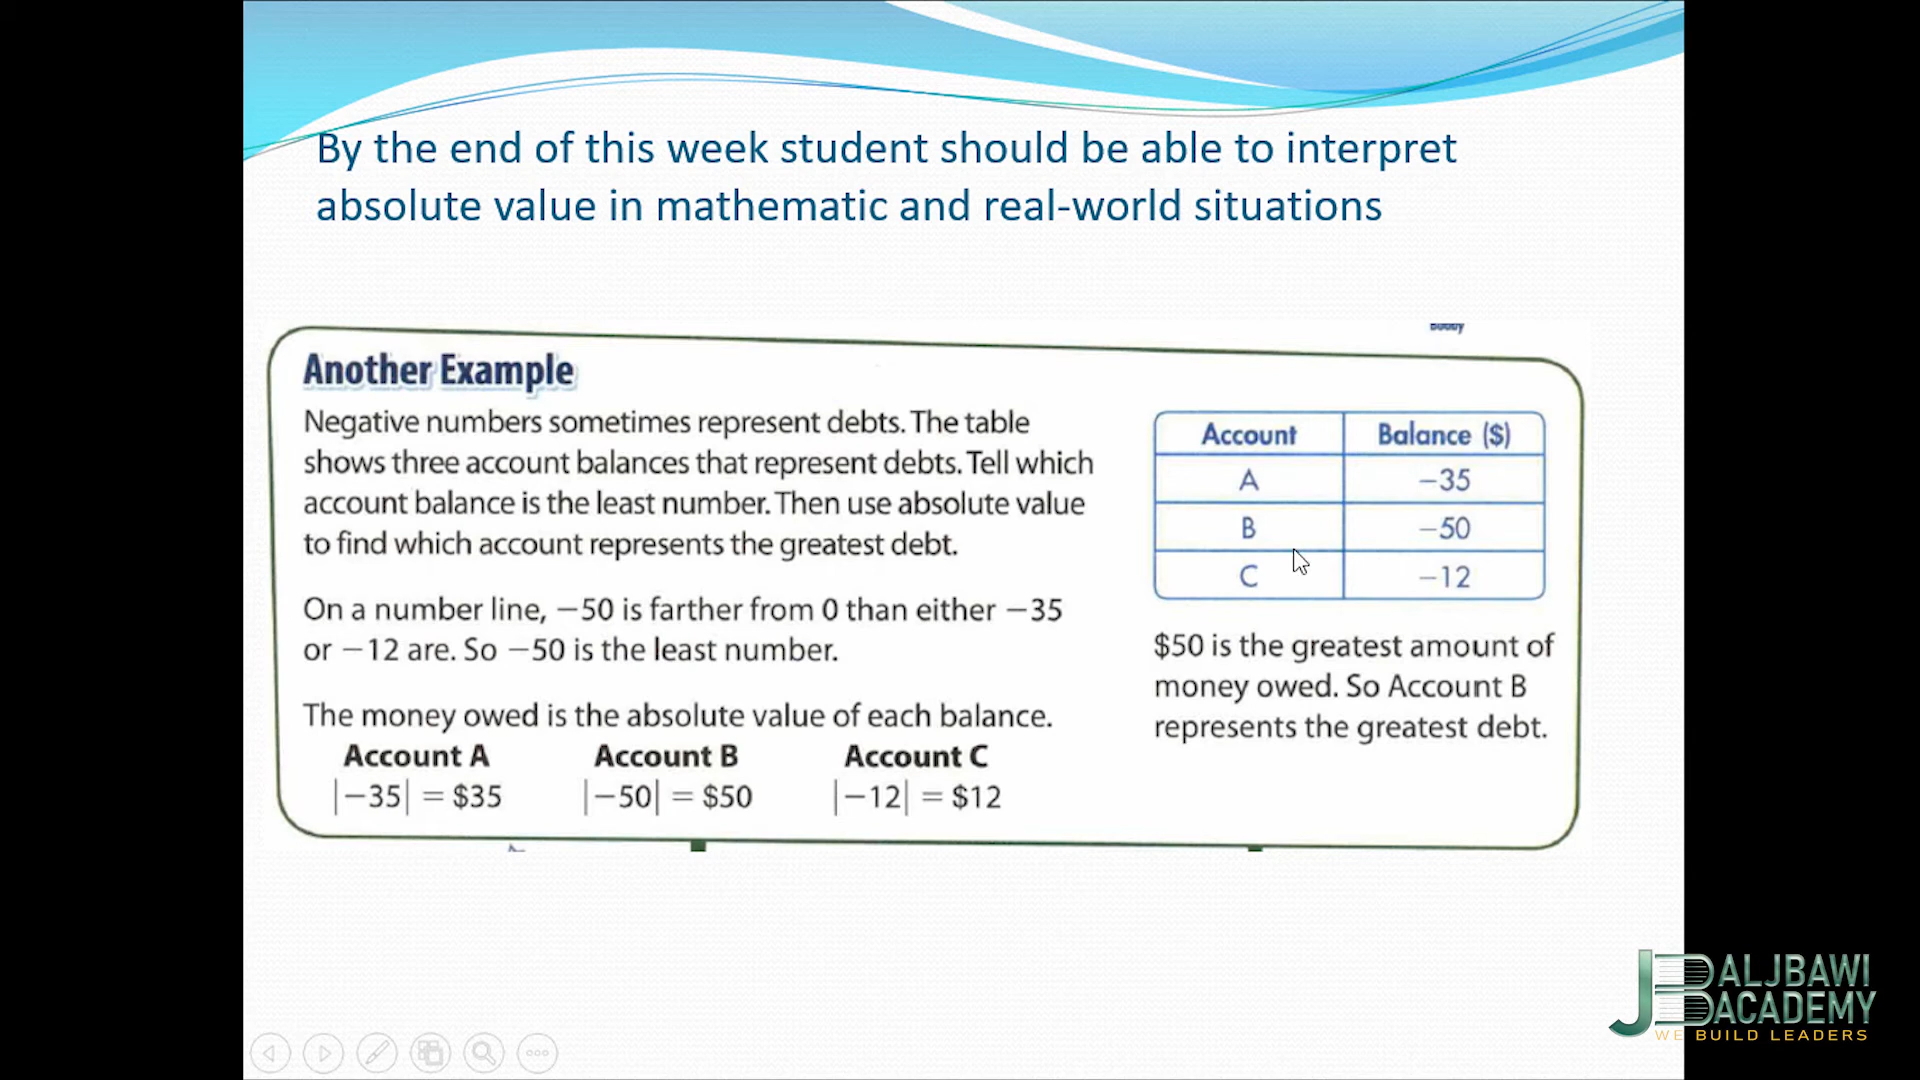 By the end of this week student should be able to interpret
absolute value in mathematic and real-world situations
Buddy
Another Example
Negative numbers sometimes represent debts. The table
shows three account balances that represent debts. Tell which
account balance is the least number. Then use absolute value
to find which account represents the greatest debt.
On a number line, −50 is farther from 0 than either −35
or −12 are. So −50 is the least number.
The money owed is the absolute value of each balance.
Account A Account B Account C
|−35| = $35 |−50| = $50 |−12| = $12
Account Balance ($)
A −35
B −50
C −12
$50 is the greatest amount of
money owed. So Account B
represents the greatest debt.
JB ALJBAWI
ACADEMY
WE BUILD LEADERS